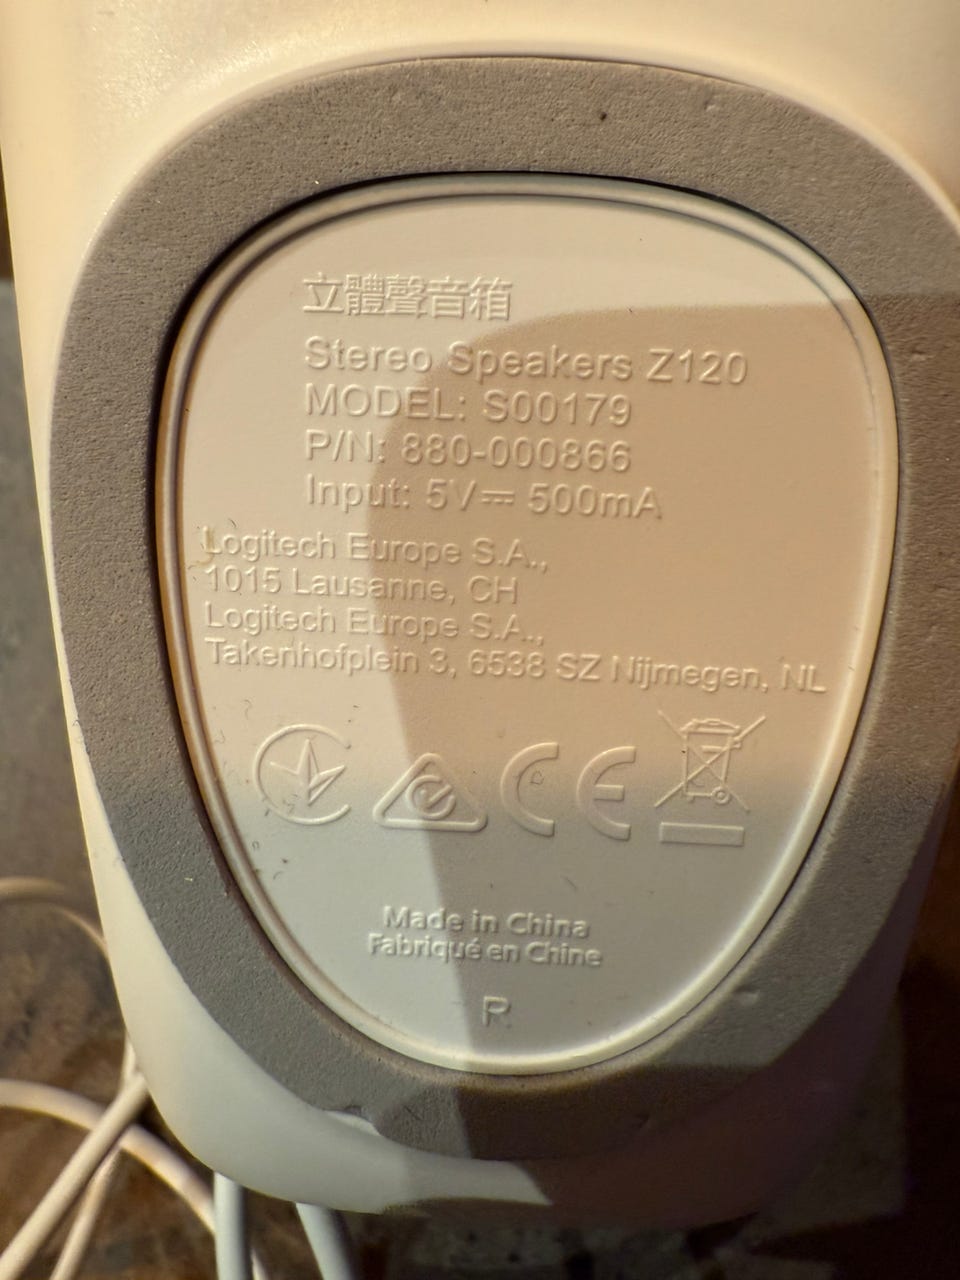 立體聲音箱
Stereo Speakers Z120
MODEL: S00179
P/N: 880-000866
Input: 5V⎓ 500mA
Logitech Europe S.A.,
1015 Lausanne, CH
Logitech Europe S.A.,
Takenhofplein 3, 6538 SZ Nijmegen, NL
CE
Made in China
Fabriqué en Chine
R